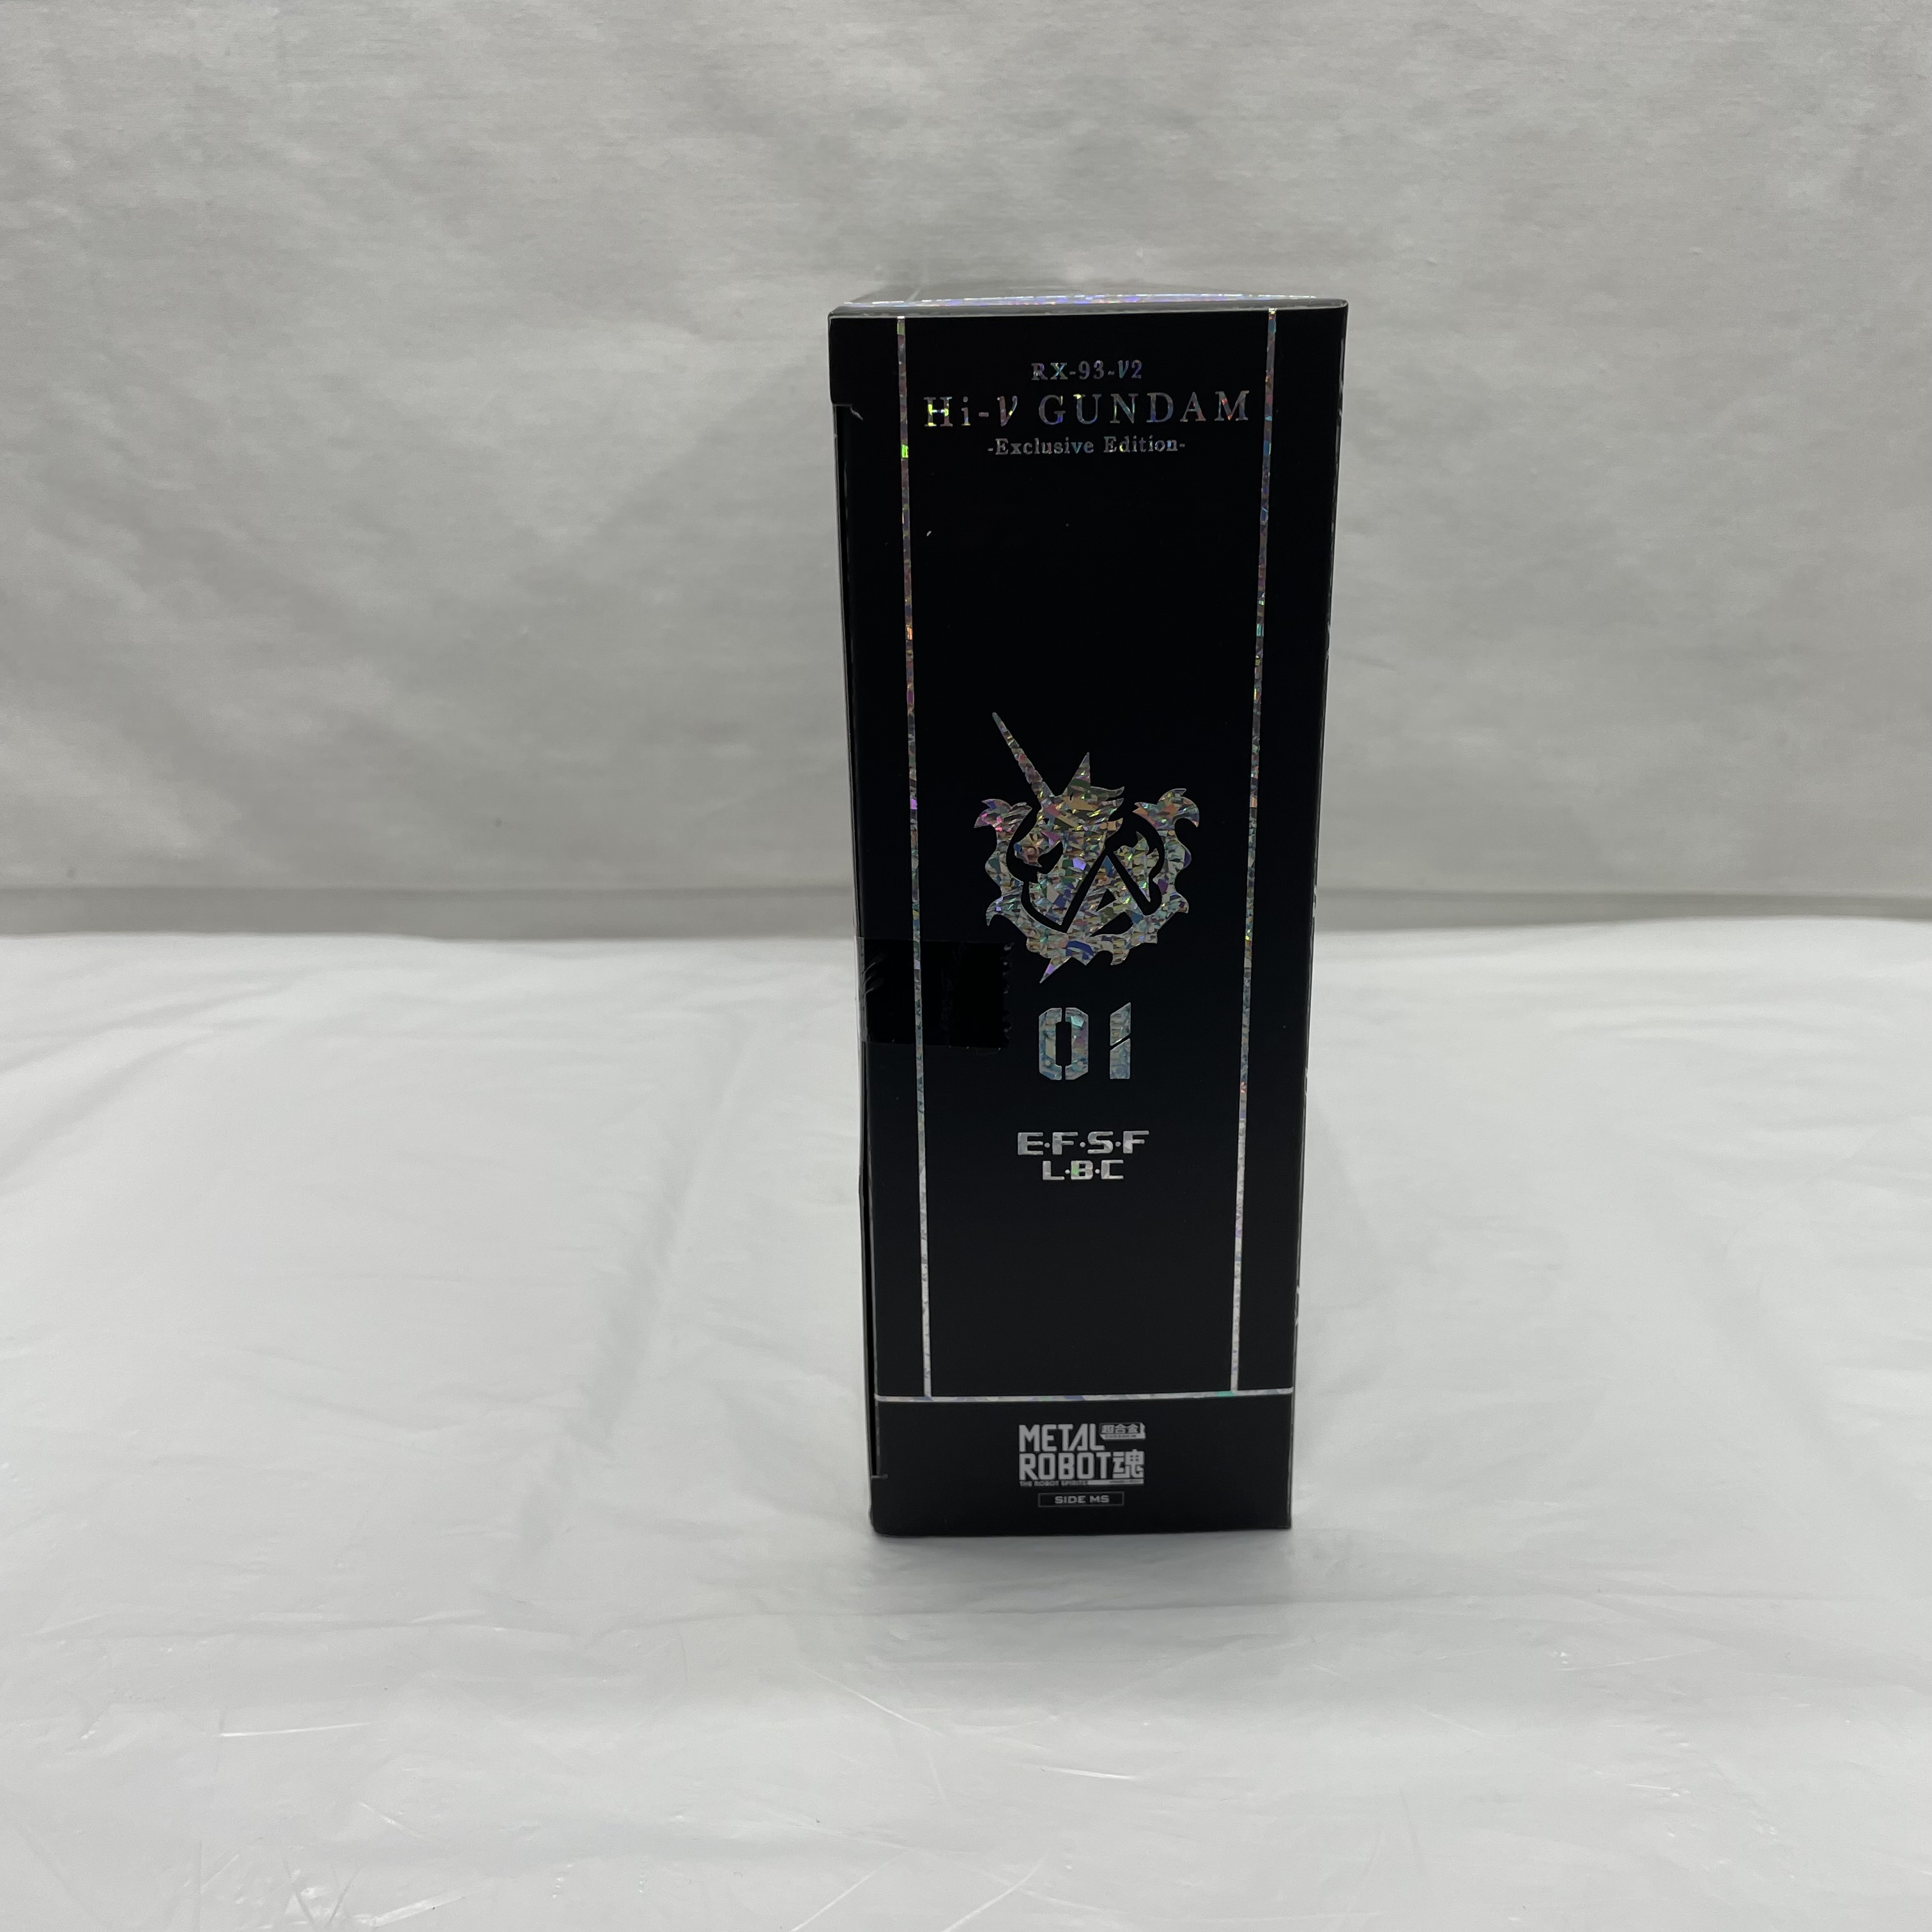 RX-93-ν2
Hi-ν GUNDAM
-Exclusive Edition-
A
01
E·F·S·F
L·B·C
METAL 超合金
ROBOT魂
THE ROBOT SPIRITS
SIDE MS